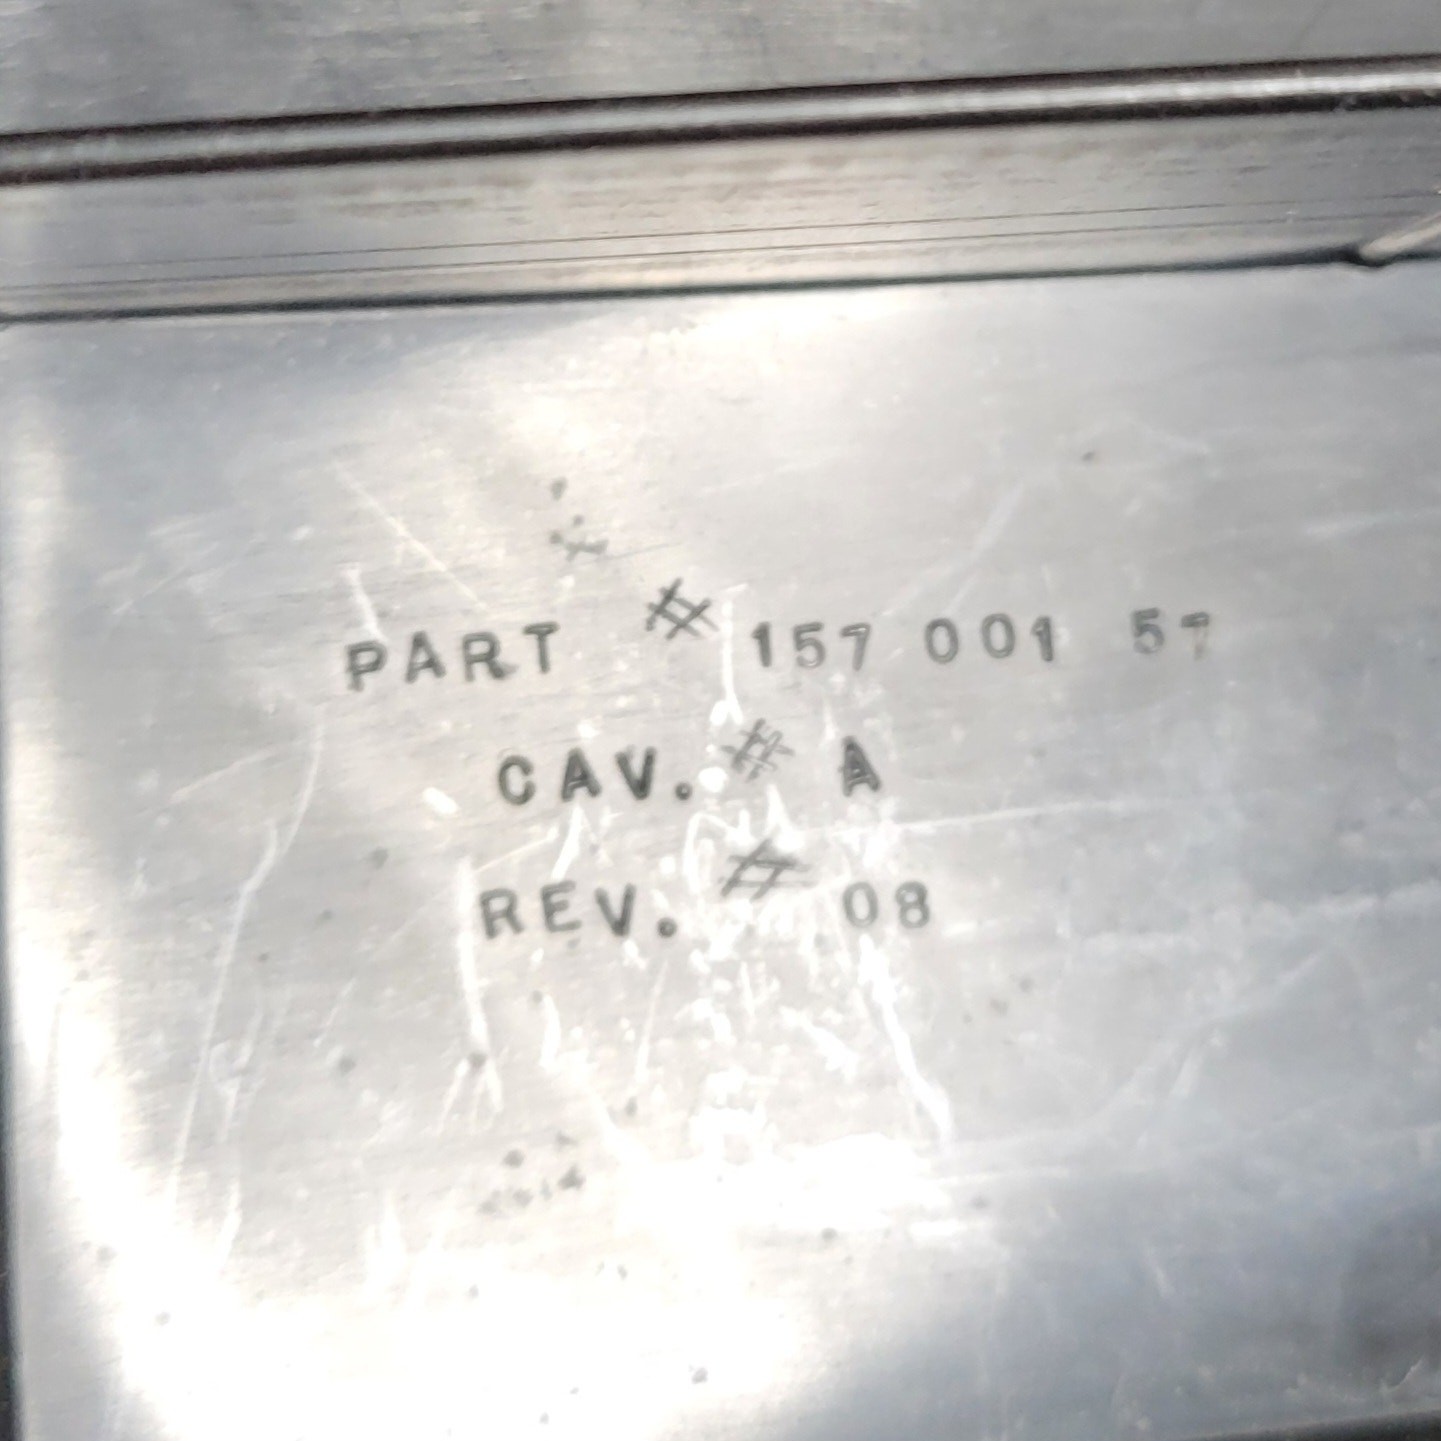 PART # 157 001 57
CAV. # A
REV. # 08